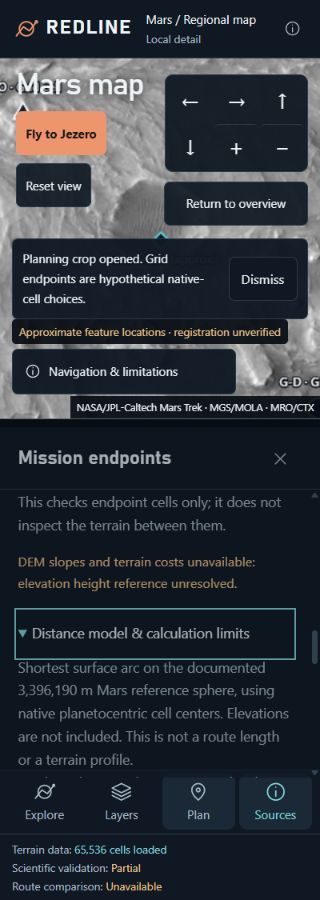 REDLINE
Mars / Regional map
Local detail
Mars map
Fly to Jezero
Reset view
Return to overview
Planning crop opened. Grid
endpoints are hypothetical native-
cell choices.
Dismiss
Approximate feature locations · registration unverified
Navigation & limitations
G-D · G
NASA/JPL-Caltech Mars Trek · MGS/MOLA · MRO/CTX
Mission endpoints
This checks endpoint cells only; it does not
inspect the terrain between them.
DEM slopes and terrain costs unavailable:
elevation height reference unresolved.
Distance model & calculation limits
Shortest surface arc on the documented
3,396,190 m Mars reference sphere, using
native planetocentric cell centers. Elevations
are not included. This is not a route length
or a terrain profile.
Explore
Layers
Plan
Sources
Terrain data: 65,536 cells loaded
Scientific validation: Partial
Route comparison: Unavailable